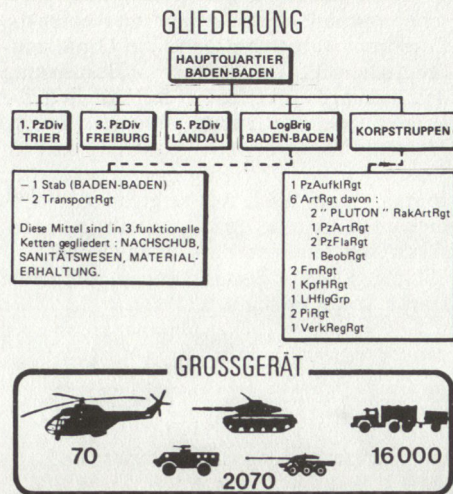 GLIEDERUNG
HAUPTQUARTIER
BADEN-BADEN
1. PzDiv
TRIER
3. PzDiv
FREIBURG
5. PzDiv
LANDAU
LogBrig
BADEN-BADEN
KORPSTRUPPEN
– 1 Stab (BADEN-BADEN)
– 2 TransportRgt
Diese Mittel sind in 3 funktionelle
Ketten gegliedert : NACHSCHUB,
SANITÄTSWESEN, MATERIAL-
ERHALTUNG.
1 PzAufklRgt
6 ArtRgt davon :
2 " PLUTON " RakArtRgt
1 PzArtRgt
2 PzFlaRgt
1 BeobRgt
2 FmRgt
1 KpfHRgt
1 LHflgGrp
2 PiRgt
1 VerkRegRgt
GROSSGERÄT
70
2070
16000